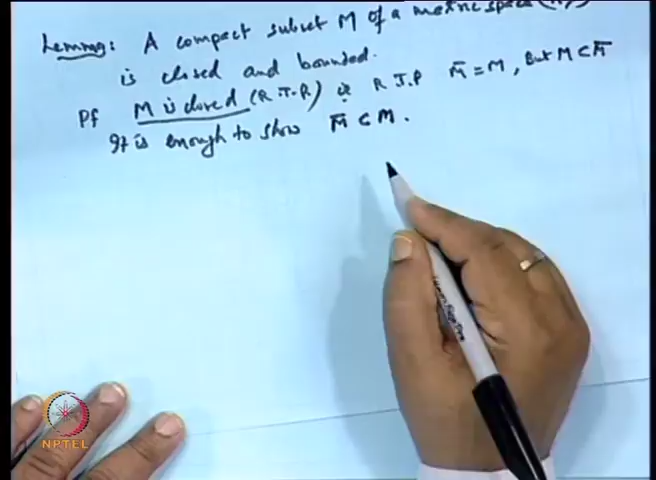 Lemma: A compact subset M of a metric space (X,
is closed and bounded.
Pf M is closed (R.T.P) ie R.T.P M̄ = M, But M ⊂ M̄
It is enough to show M̄ ⊂ M.
NPTEL